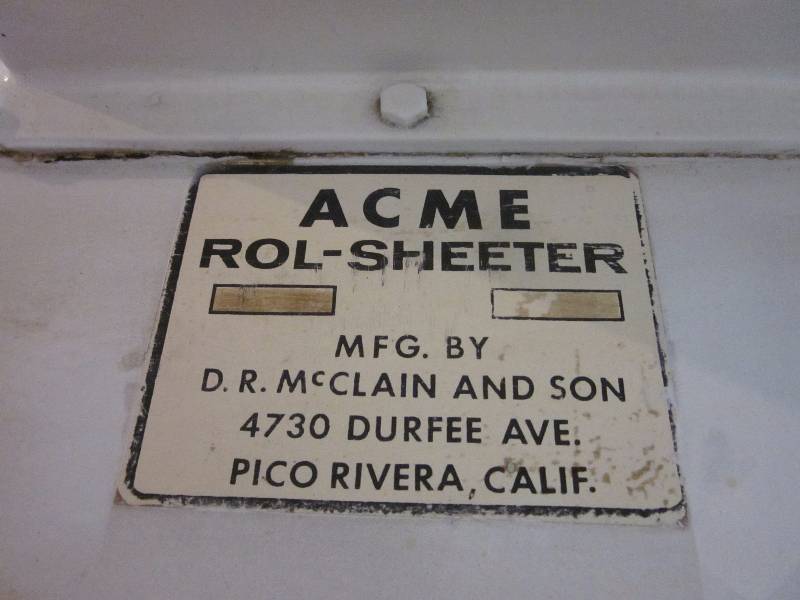 ACME
ROL-SHEETER
MFG. BY
D. R. McCLAIN AND SON
4730 DURFEE AVE.
PICO RIVERA, CALIF.